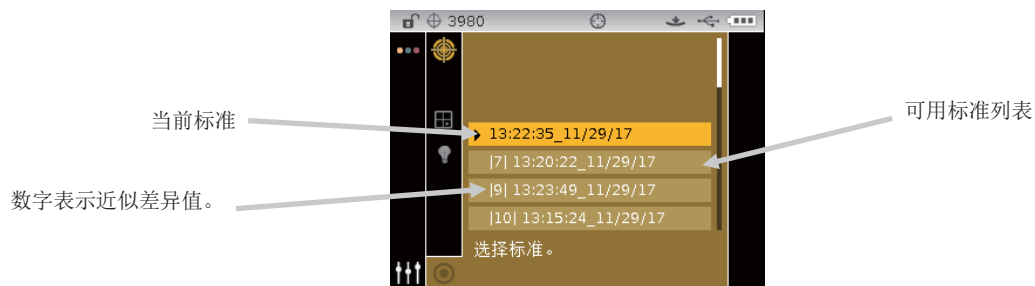 3980
当前标准
可用标准列表
13:22:35_11/29/17
|7| 13:20:22_11/29/17
数字表示近似差异值。
|9| 13:23:49_11/29/17
|10| 13:15:24_11/29/17
选择标准。